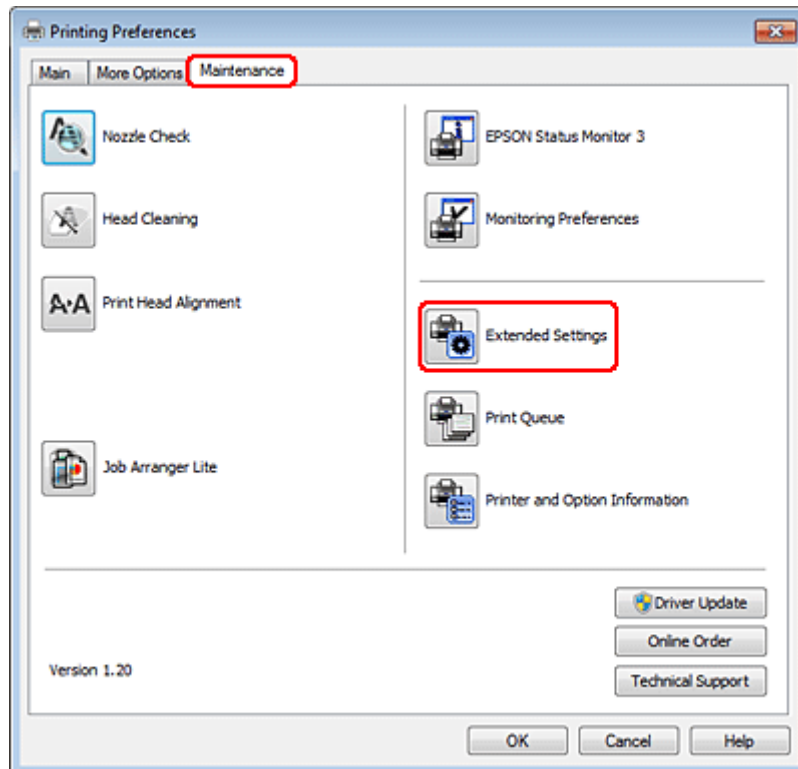 Printing Preferences
Main More Options Maintenance
Nozzle Check
Head Cleaning
A·A Print Head Alignment
Job Arranger Lite
EPSON Status Monitor 3
Monitoring Preferences
Extended Settings
Print Queue
Printer and Option Information
Driver Update
Online Order
Version 1.20
Technical Support
OK Cancel Help